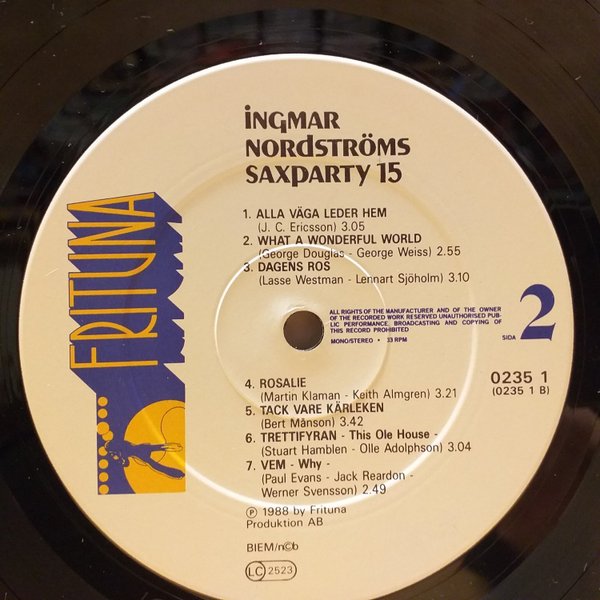 INGMAR
NORDSTRÖMS
SAXPARTY 15
FRITUNA
1. ALLA VÄGA LEDER HEM
(J. C. Ericsson) 3.05
2. WHAT A WONDERFUL WORLD
(George Douglas - George Weiss) 2.55
3. DAGENS ROS
(Lasse Westman - Lennart Sjöholm) 3.10
ALL RIGHTS OF THE MANUFACTURER AND OF THE OWNER
OF THE RECORDED WORK RESERVED UNAUTHORISED PUB-
LIC PERFORMANCE, BROADCASTING AND COPYING OF
THIS RECORD PROHIBITED
MONO/STEREO • 33 RPM
SIDA 2
4. ROSALIE
(Martin Klaman - Keith Almgren) 3.21
5. TACK VARE KÄRLEKEN
(Bert Månson) 3.42
6. TRETTIFYRAN - This Ole House -
(Stuart Hamblen - Olle Adolphson) 3.04
7. VEM - Why -
(Paul Evans - Jack Reardon -
Werner Svensson) 2.49
0235 1
(0235 1 B)
℗ 1988 by Frituna
Produktion AB
BIEM/ncb
LC 2523